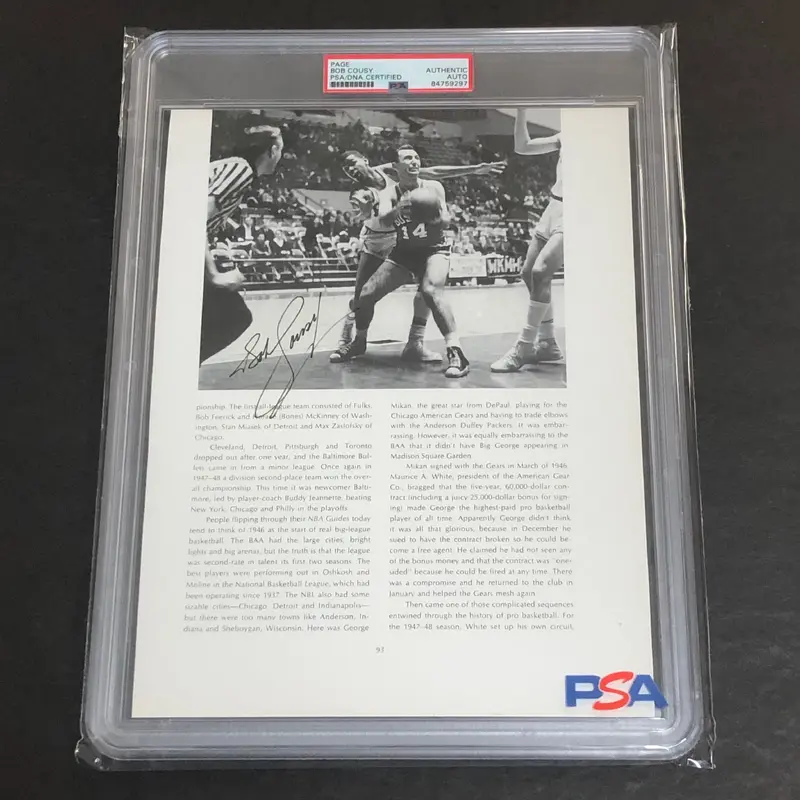 PAGE
BOB COUSY AUTHENTIC
PSA/DNA CERTIFIED AUTO
PSA 84759297
14
WKMH
Bob Cousy
pionship. The first all-league team consisted of Fulks,
Bob Feerick and Horace (Bones) McKinney of Wash-
ington, Stan Miasek of Detroit and Max Zaslofsky of
Chicago.
Cleveland, Detroit, Pittsburgh and Toronto
dropped out after one year, and the Baltimore Bul-
lets came in from a minor league. Once again in
1947-48 a division second-place team won the over-
all championship. This time it was newcomer Balti-
more, led by player-coach Buddy Jeannette, beating
New York, Chicago and Philly in the playoffs.
People flipping through their NBA Guides today
tend to think of 1946 as the start of real big-league
basketball. The BAA had the large cities, bright
lights and big arenas, but the truth is that the league
was second-rate in talent its first two seasons. The
best players were performing out in Oshkosh and
Moline in the National Basketball League, which had
been operating since 1937. The NBL also had some
sizable cities—Chicago, Detroit and Indianapolis—
but there were too many towns like Anderson, In-
diana and Sheboygan, Wisconsin. Here was George
Mikan, the great star from DePaul, playing for the
Chicago American Gears and having to trade elbows
with the Anderson Duffey Packers. It was embar-
rassing. However, it was equally embarrassing to the
BAA that it didn't have Big George appearing in
Madison Square Garden.
Mikan signed with the Gears in March of 1946.
Maurice A. White, president of the American Gear
Co., bragged that the five-year, 60,000-dollar con-
tract (including a juicy 25,000-dollar bonus for sign-
ing) made George the highest-paid pro basketball
player of all time. Apparently George didn't think
it was all that glorious, because in December he
sued to have the contract broken so he could be-
come a free agent. He claimed he had not seen any
of the bonus money and that the contract was "one-
sided" because he could be fired at any time. There
was a compromise and he returned to the club in
January and helped the Gears mesh again.
Then came one of those complicated sequences
entwined through the history of pro basketball. For
the 1947-48 season, White set up his own circuit,
93
PSA